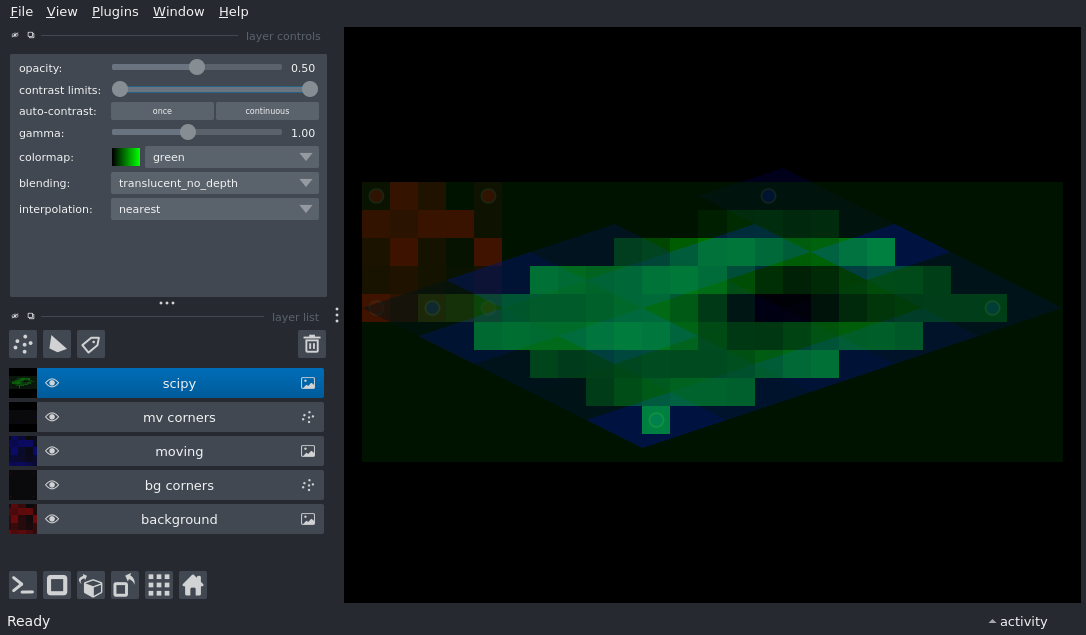 File View Plugins Window Help
layer controls
opacity: 0.50
contrast limits:
auto-contrast: once continuous
gamma: 1.00
colormap: green
blending: translucent_no_depth
interpolation: nearest
layer list
scipy
mv corners
moving
bg corners
background
Ready
activity